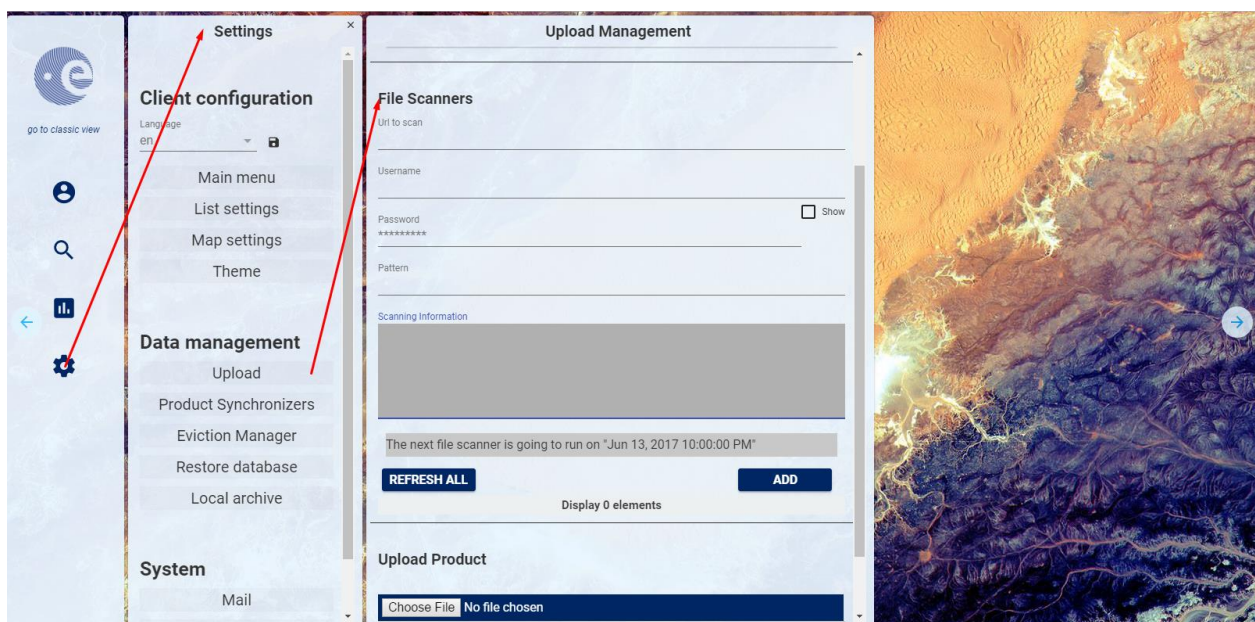 go to classic view
Settings
×
Client configuration
Language
en
Main menu
List settings
Map settings
Theme
Data management
Upload
Product Synchronizers
Eviction Manager
Restore database
Local archive
System
Mail
Upload Management
File Scanners
Url to scan
Username
Password
*********
Show
Pattern
Scanning Information
The next file scanner is going to run on "Jun 13, 2017 10:00:00 PM"
REFRESH ALL
ADD
Display 0 elements
Upload Product
Choose File No file chosen